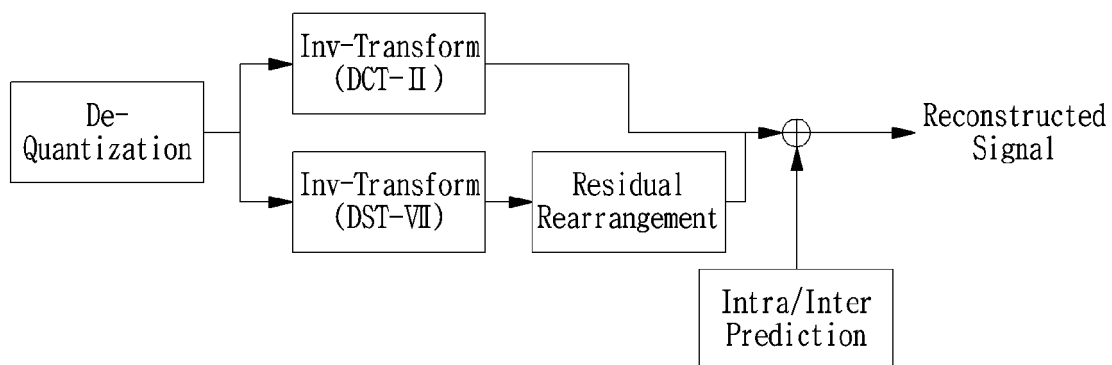 Inv-Transform
(DCT-Ⅱ)
De-
Quantization
Reconstructed
Signal
Inv-Transform
(DST-Ⅶ)
Residual
Rearrangement
Intra/Inter
Prediction